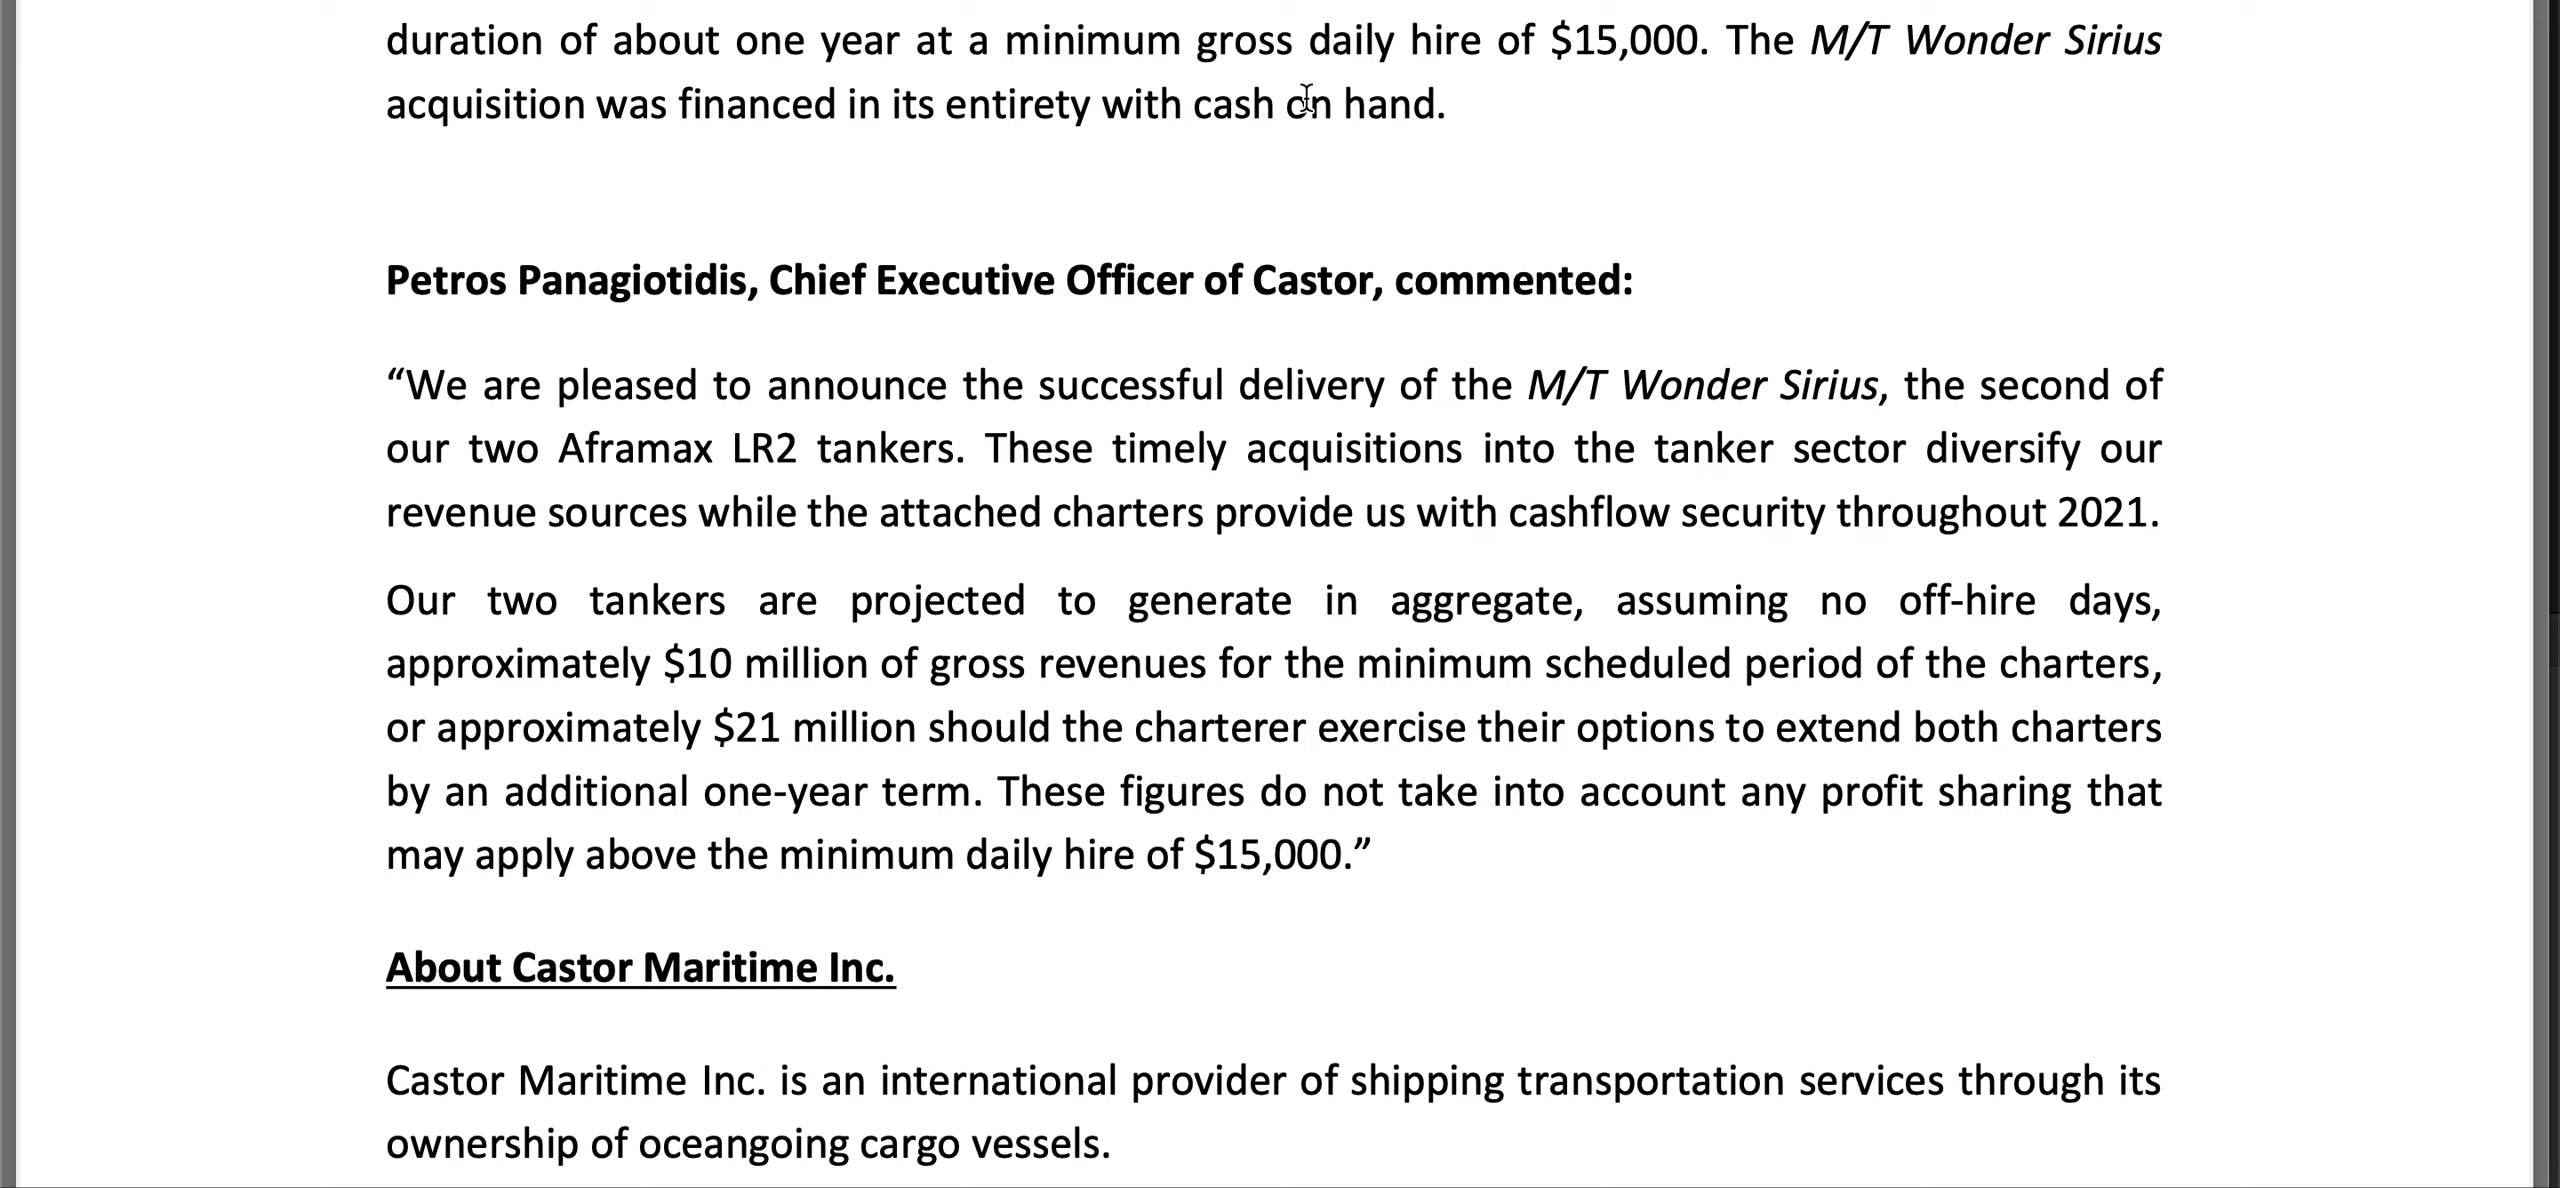 duration of about one year at a minimum gross daily hire of $15,000. The M/T Wonder Sirius
acquisition was financed in its entirety with cash on hand.
Petros Panagiotidis, Chief Executive Officer of Castor, commented:
“We are pleased to announce the successful delivery of the M/T Wonder Sirius, the second of
our two Aframax LR2 tankers. These timely acquisitions into the tanker sector diversify our
revenue sources while the attached charters provide us with cashflow security throughout 2021.
Our two tankers are projected to generate in aggregate, assuming no off-hire days,
approximately $10 million of gross revenues for the minimum scheduled period of the charters,
or approximately $21 million should the charterer exercise their options to extend both charters
by an additional one-year term. These figures do not take into account any profit sharing that
may apply above the minimum daily hire of $15,000.”
About Castor Maritime Inc.
Castor Maritime Inc. is an international provider of shipping transportation services through its
ownership of oceangoing cargo vessels.